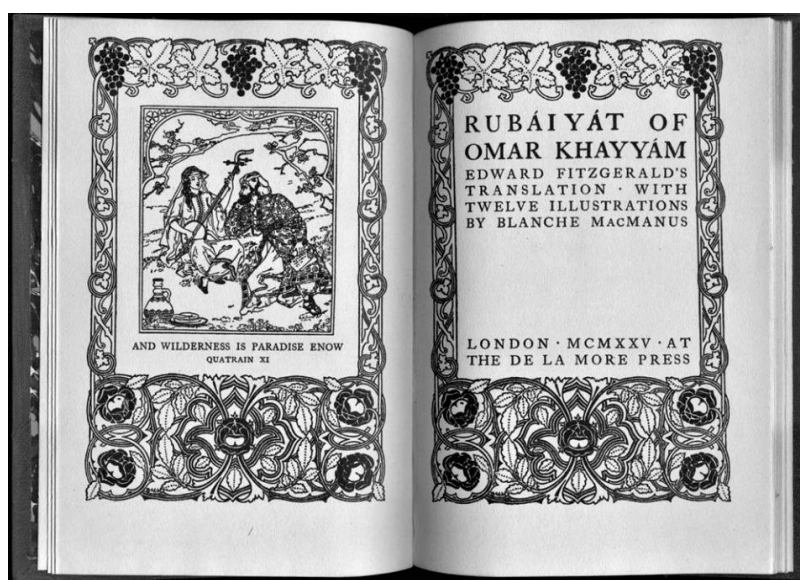 AND WILDERNESS IS PARADISE ENOW
QUATRAIN XI
RUBÁIYÁT OF
OMAR KHAYYÁM
EDWARD FITZGERALD'S
TRANSLATION · WITH
TWELVE ILLUSTRATIONS
BY BLANCHE MACMANUS
LONDON · MCMXXV · AT
THE DE LA MORE PRESS